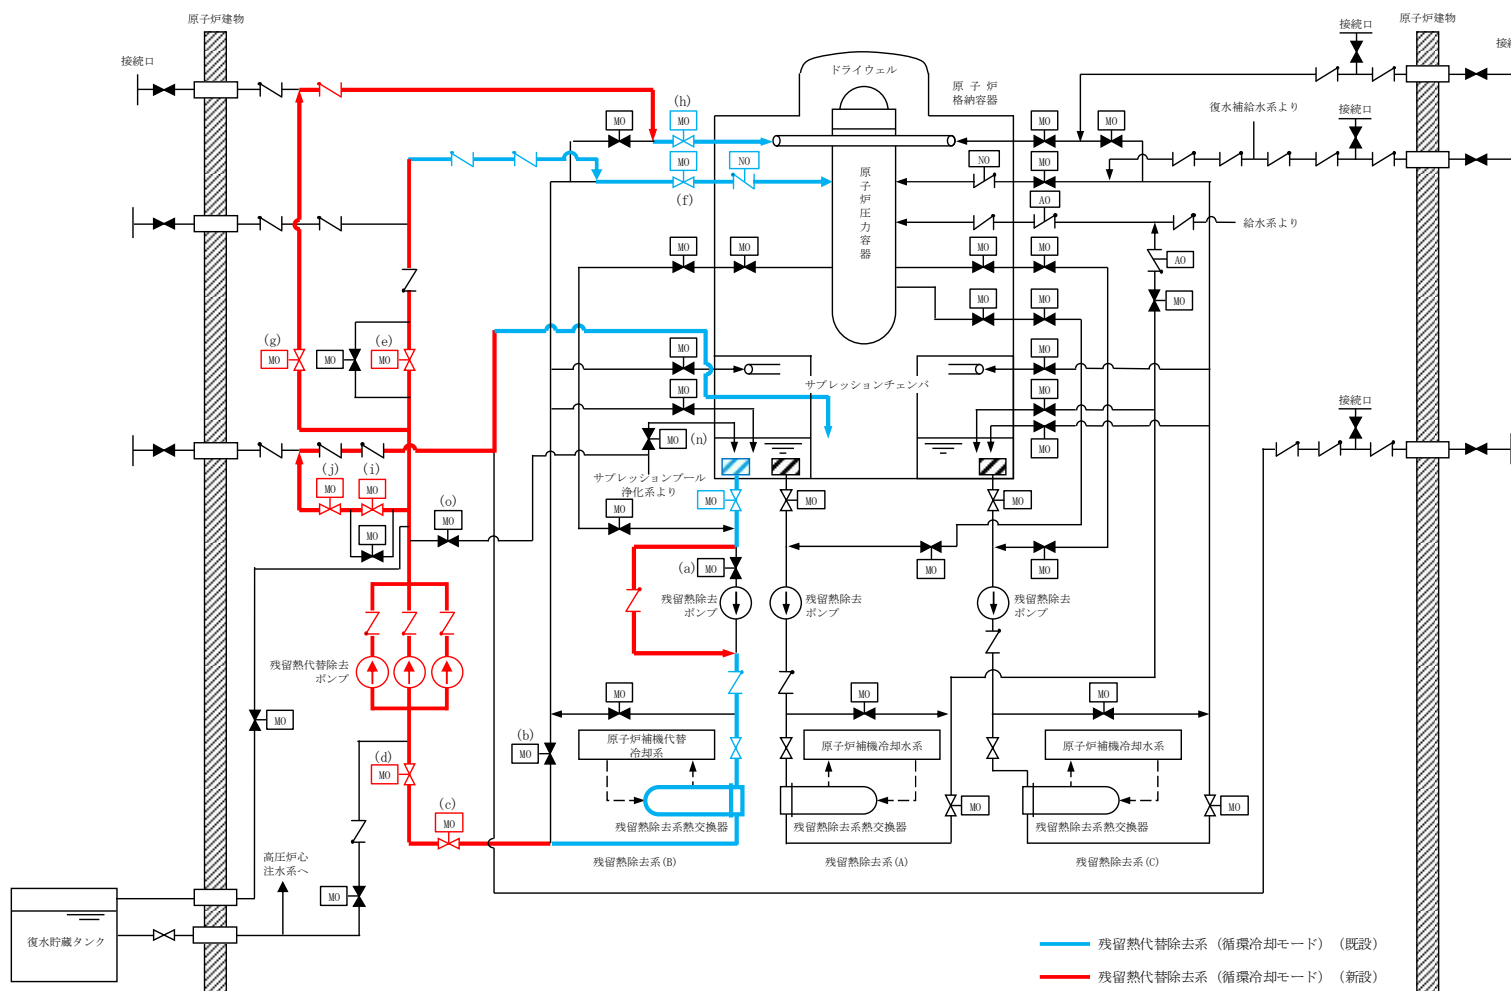 原子炉建物
原子炉建物
接続口
接続口
接続
ドライウェル
原子炉
格納容器
復水補給水系より
接続口
MO
(h)
MO
MO
MO
MO
NO
(f)
NO
MO
AO
原子炉圧力容器
給水系より
MO
MO
MO
MO
AO
MO
MO
MO
(g)
MO
MO
(e)
MO
MO
MO
サプレッションチェンバ
MO
MO
接続口
MO
(n)
MO
(j)
(i)
MO
MO
サプレッションプール
浄化系より
MO
MO
MO
(o)
MO
MO
MO
(a)
MO
MO
MO
残留熱除去
ポンプ
残留熱除去
ポンプ
残留熱除去
ポンプ
残留熱代替除去
ポンプ
MO
MO
MO
MO
(b)
MO
原子炉補機代替
冷却系
原子炉補機冷却水系
原子炉補機冷却水系
(d)
MO
(c)
MO
MO
MO
残留熱除去系熱交換器
残留熱除去系熱交換器
残留熱除去系熱交換器
残留熱除去系(B)
残留熱除去系(A)
残留熱除去系(C)
高圧炉心
注水系へ
MO
復水貯蔵タンク
残留熱代替除去系（循環冷却モード）（既設）
残留熱代替除去系（循環冷却モード）（新設）